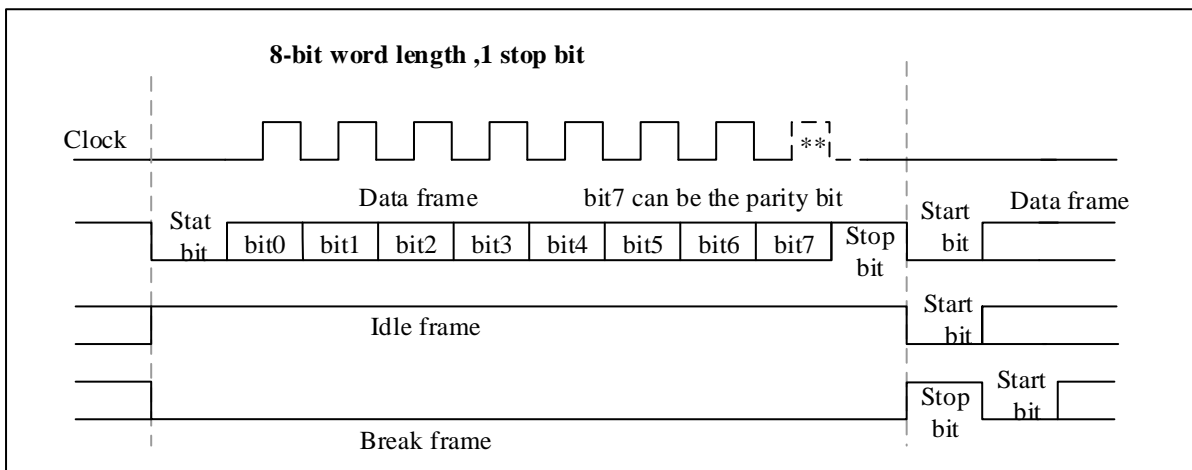 8-bit word length ,1 stop bit
Clock
**
Data frame
bit7 can be the parity bit
Data frame
Stat bit
bit0
bit1
bit2
bit3
bit4
bit5
bit6
bit7
Stop bit
Start bit
Idle frame
Start bit
Break frame
Stop bit
Start bit